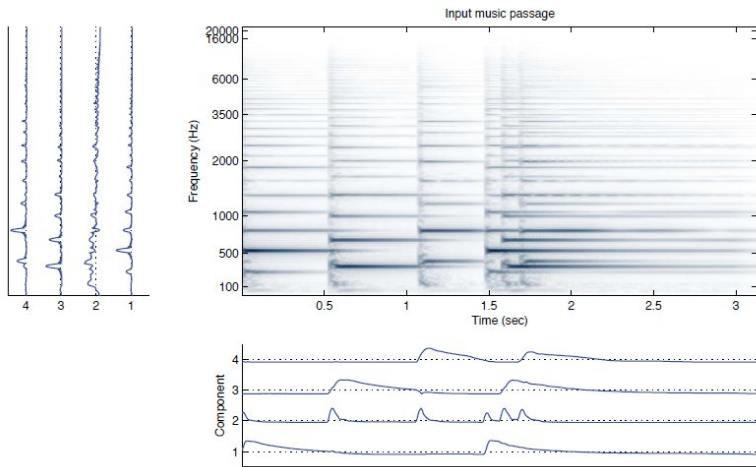 Input music passage
20000
16000
6000
3500
2000
1000
500
100
Frequency (Hz)
0.5 1 1.5 2 2.5 3
Time (sec)
4 3 2 1
Component
4
3
2
1